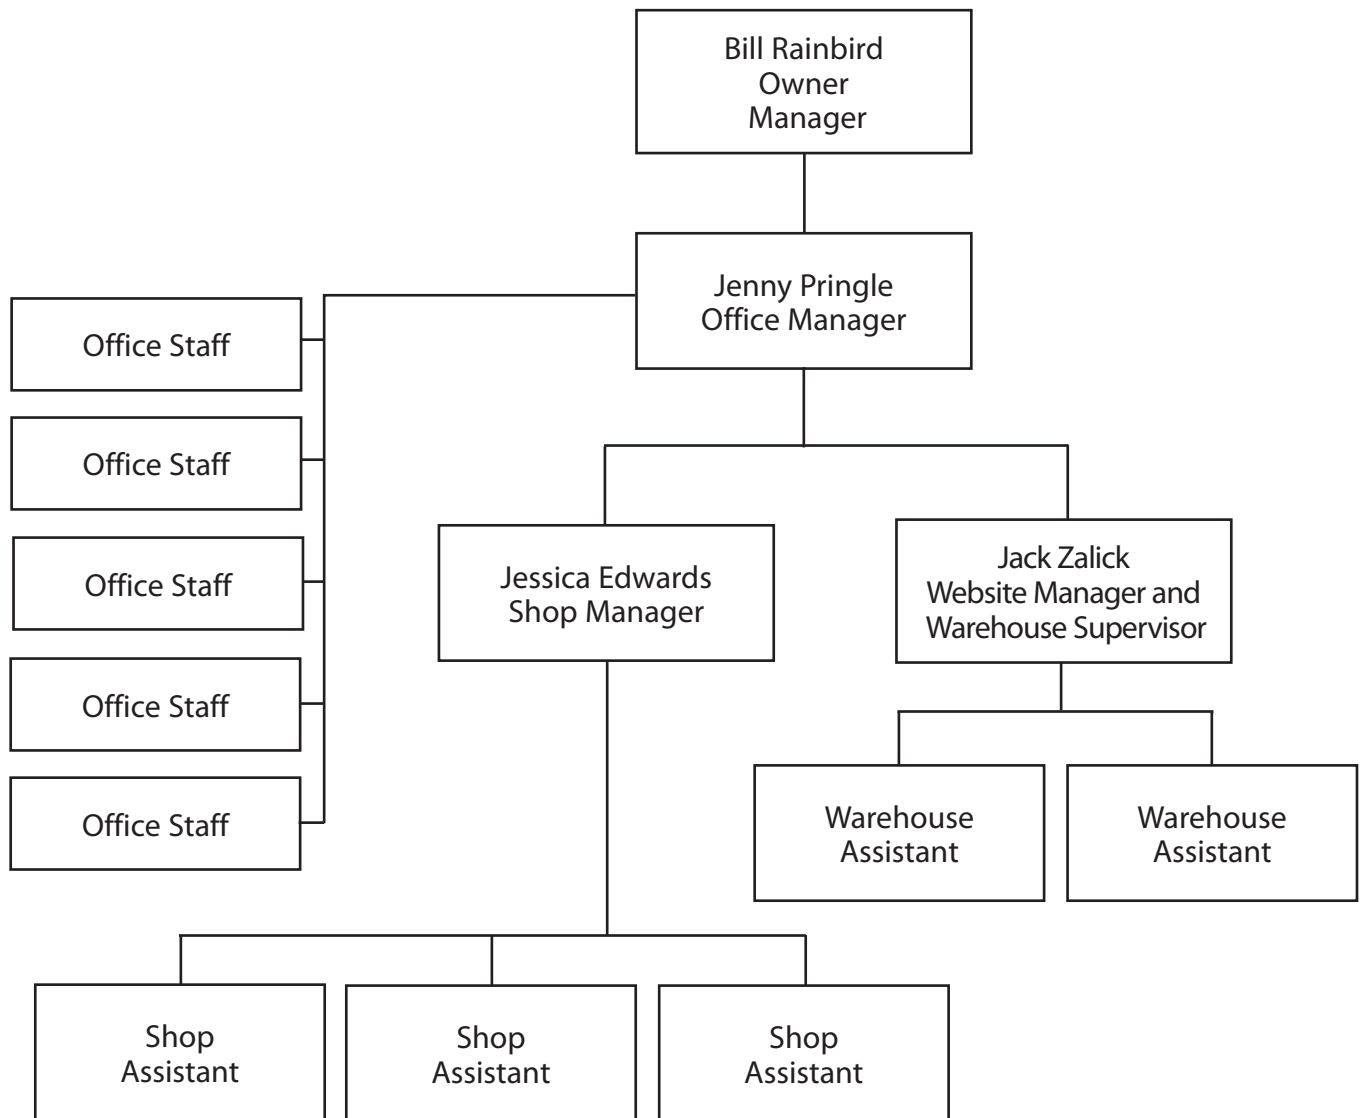 Bill Rainbird
Owner
Manager
Jenny Pringle
Office Manager
Office Staff
Office Staff
Office Staff
Office Staff
Office Staff
Jessica Edwards
Shop Manager
Jack Zalick
Website Manager and
Warehouse Supervisor
Warehouse
Assistant
Warehouse
Assistant
Shop
Assistant
Shop
Assistant
Shop
Assistant